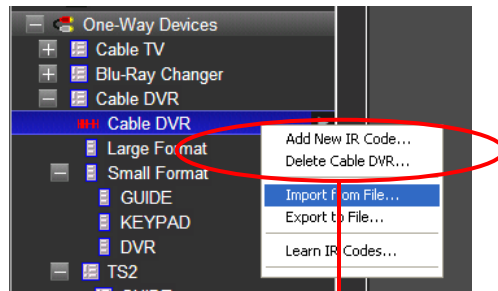 One-Way Devices
Cable TV
Blu-Ray Changer
Cable DVR
Cable DVR
Large Format
Small Format
GUIDE
KEYPAD
DVR
TS2
Add New IR Code...
Delete Cable DVR...
Import from File...
Export to File...
Learn IR Codes...